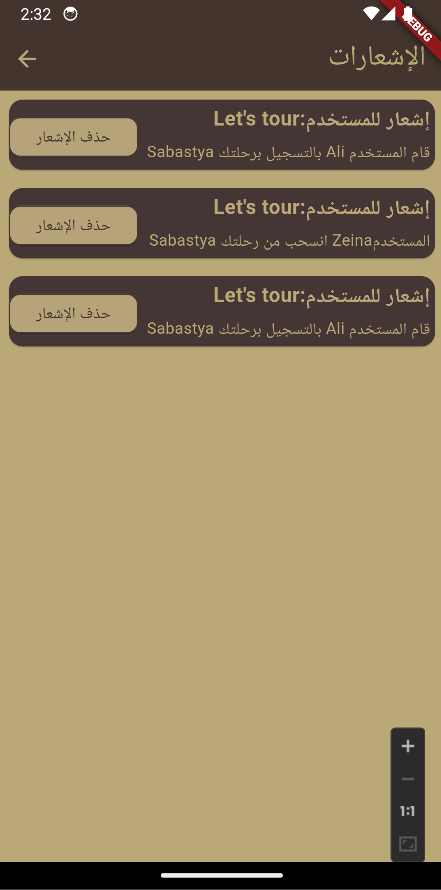 2:32
DEBUG
الإشعارات
إشعار للمستخدم:Let's tour
قام المستخدم Ali بالتسجيل برحلتك Sabastya
حذف الإشعار
إشعار للمستخدم:Let's tour
المستخدمZeina انسحب من رحلتك Sabastya
حذف الإشعار
إشعار للمستخدم:Let's tour
قام المستخدم Ali بالتسجيل برحلتك Sabastya
حذف الإشعار
1:1